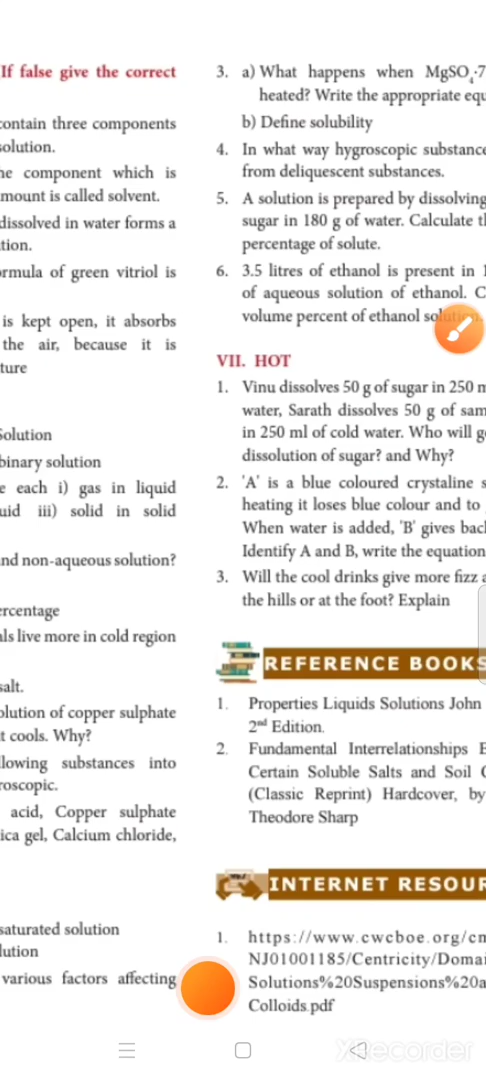 If false give the correct
contain three components
solution.
component which is
mount is called solvent.
dissolved in water forms a
tion.
rmula of green vitriol is
is kept open, it absorbs
the air, because it is
ture
Solution
binary solution
e each i) gas in liquid
uid iii) solid in solid
nd non-aqueous solution?
ercentage
als live more in cold region
salt.
olution of copper sulphate
t cools. Why?
llowing substances into
roscopic.
acid, Copper sulphate
ica gel, Calcium chloride,
saturated solution
lution
various factors affecting
3. a) What happens when MgSO₄·7
heated? Write the appropriate equ
b) Define solubility
4. In what way hygroscopic substance
from deliquescent substances.
5. A solution is prepared by dissolving
sugar in 180 g of water. Calculate t
percentage of solute.
6. 3.5 litres of ethanol is present in
of aqueous solution of ethanol. C
volume percent of ethanol solution.
VII. HOT
1. Vinu dissolves 50 g of sugar in 250 m
water, Sarath dissolves 50 g of sam
in 250 ml of cold water. Who will g
dissolution of sugar? and Why?
2. 'A' is a blue coloured crystaline s
heating it loses blue colour and to
When water is added, 'B' gives bac
Identify A and B, write the equation
3. Will the cool drinks give more fizz a
the hills or at the foot? Explain
REFERENCE BOOKS
1. Properties Liquids Solutions John
2nd Edition.
2. Fundamental Interrelationships B
Certain Soluble Salts and Soil C
(Classic Reprint) Hardcover, by
Theodore Sharp
INTERNET RESOUR
1. https://www.cwcboe.org/cm
NJ01001185/Centricity/Domai
Solutions%20Suspensions%20a
Colloids.pdf
XRecorder